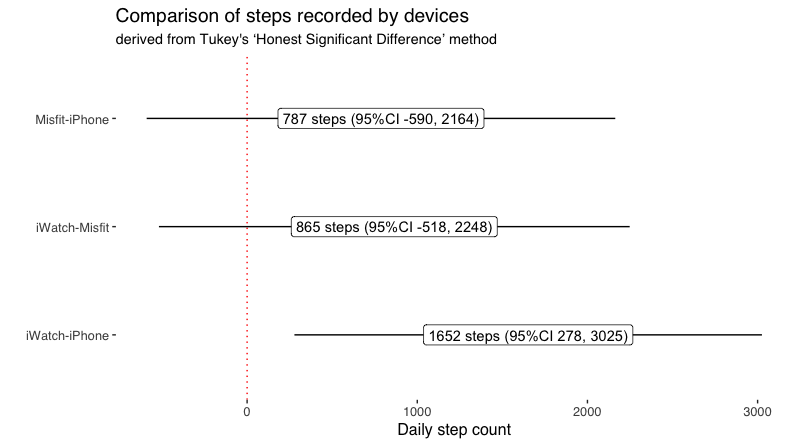 Comparison of steps recorded by devices
derived from Tukey's ‘Honest Significant Difference’ method
Misfit-iPhone
787 steps (95%CI -590, 2164)
iWatch-Misfit
865 steps (95%CI -518, 2248)
iWatch-iPhone
1652 steps (95%CI 278, 3025)
0 1000 2000 3000
Daily step count